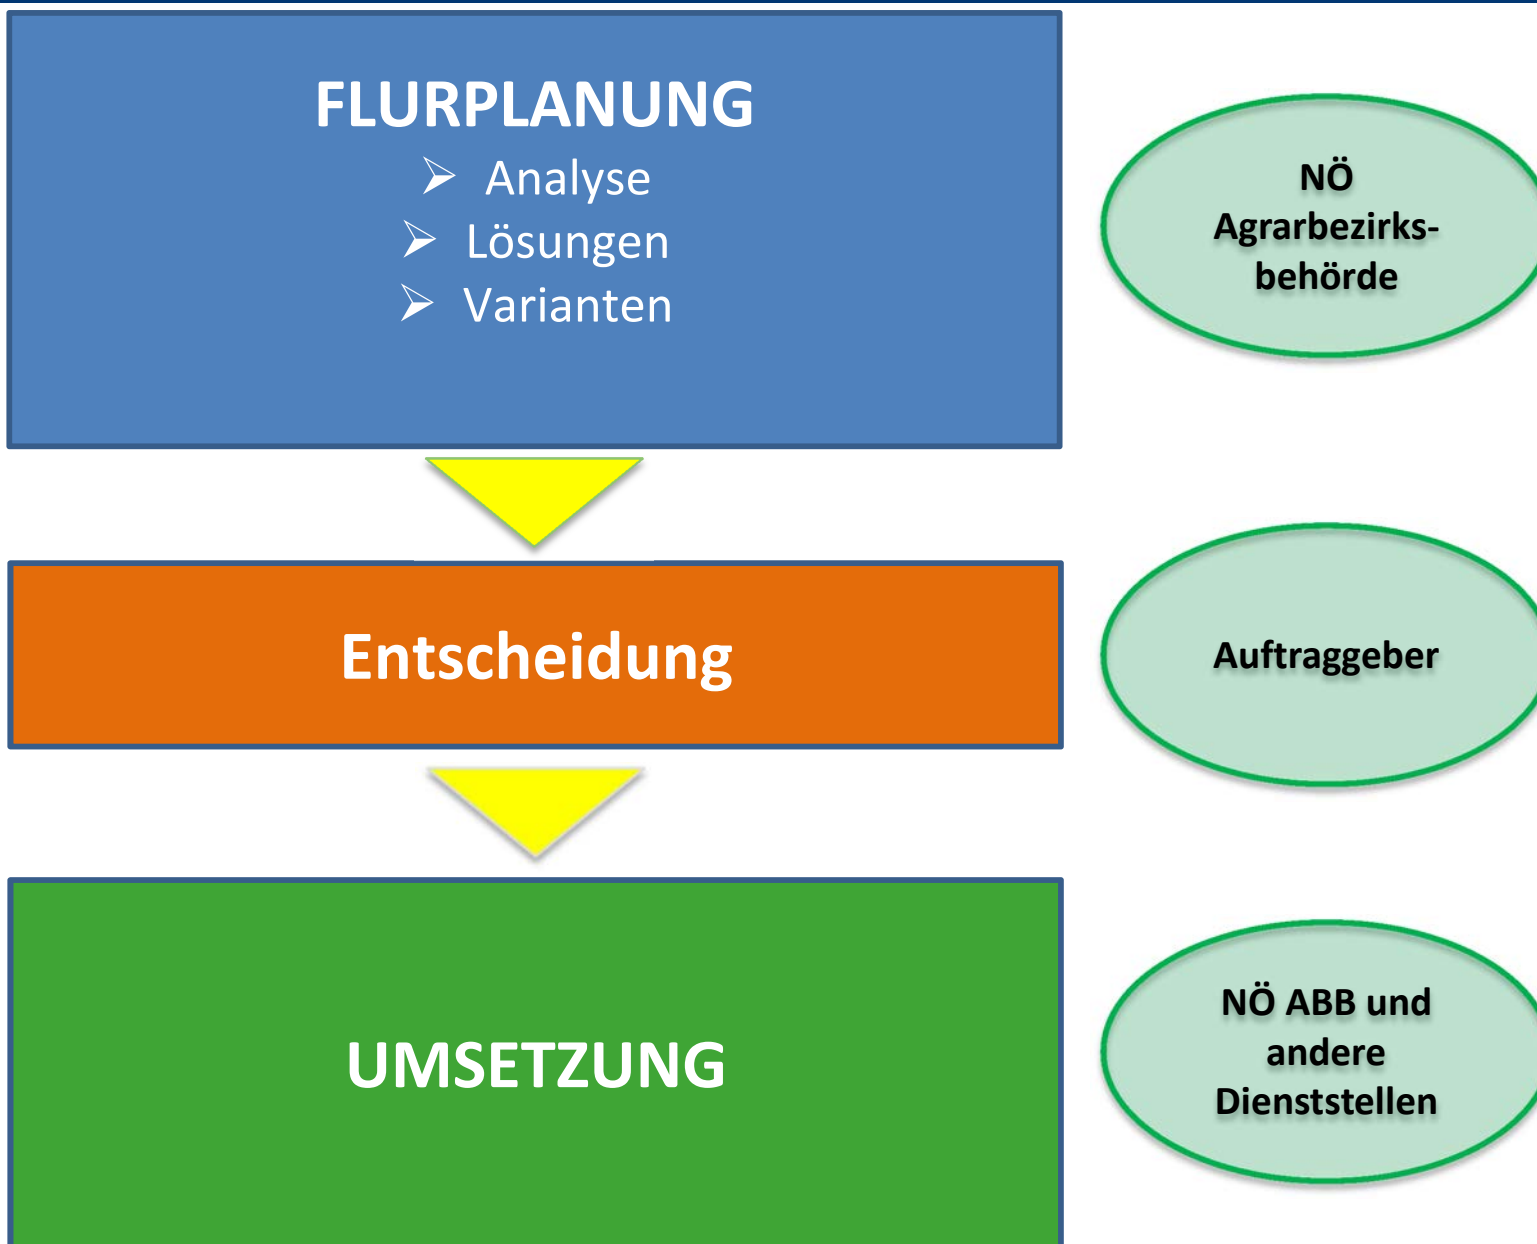 FLURPLANUNG
➢ Analyse
➢ Lösungen
➢ Varianten
NÖ
Agrarbezirks-
behörde
Entscheidung
Auftraggeber
UMSETZUNG
NÖ ABB und
andere
Dienststellen